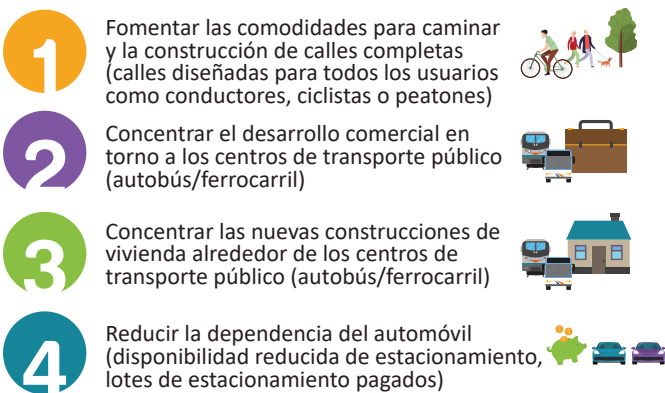 1
Fomentar las comodidades para caminar
y la construcción de calles completas
(calles diseñadas para todos los usuarios
como conductores, ciclistas o peatones)
2
Concentrar el desarrollo comercial en
torno a los centros de transporte público
(autobús/ferrocarril)
3
Concentrar las nuevas construcciones de
vivienda alrededor de los centros de
transporte público (autobús/ferrocarril)
4
Reducir la dependencia del automóvil
(disponibilidad reducida de estacionamiento,
lotes de estacionamiento pagados)